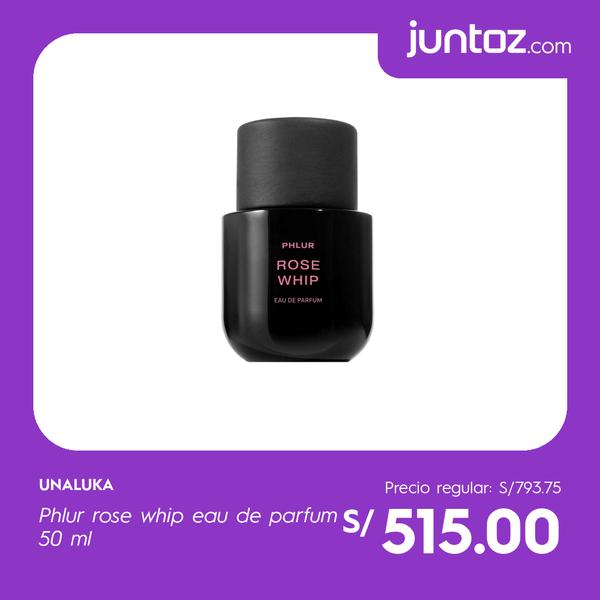 juntoz.com
PHLUR
ROSE
WHIP
EAU DE PARFUM
UNALUKA
Phlur rose whip eau de parfum
50 ml
Precio regular: S/793.75
S/ 515.00